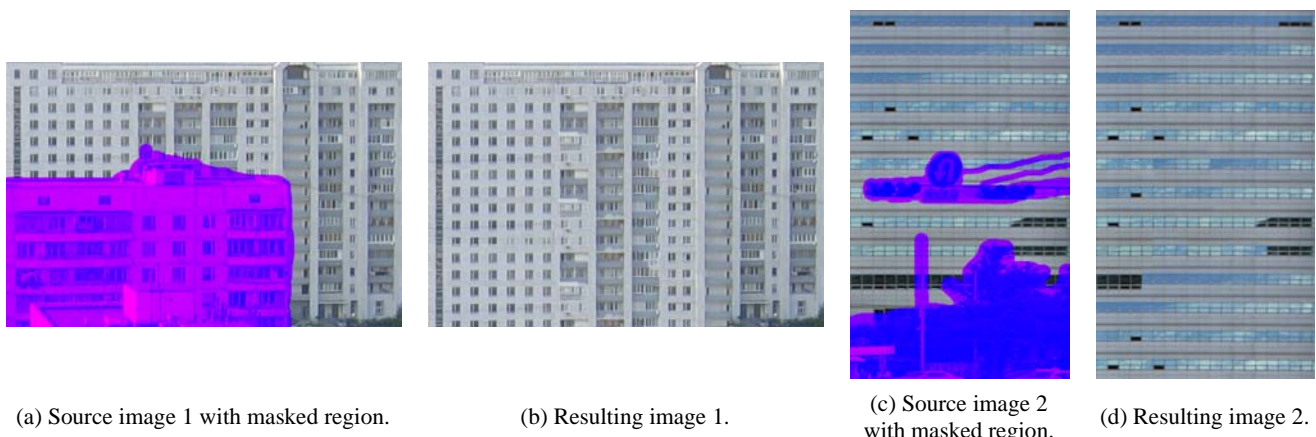 (a) Source image 1 with masked region.
(b) Resulting image 1.
(c) Source image 2
with masked region.
(d) Resulting image 2.